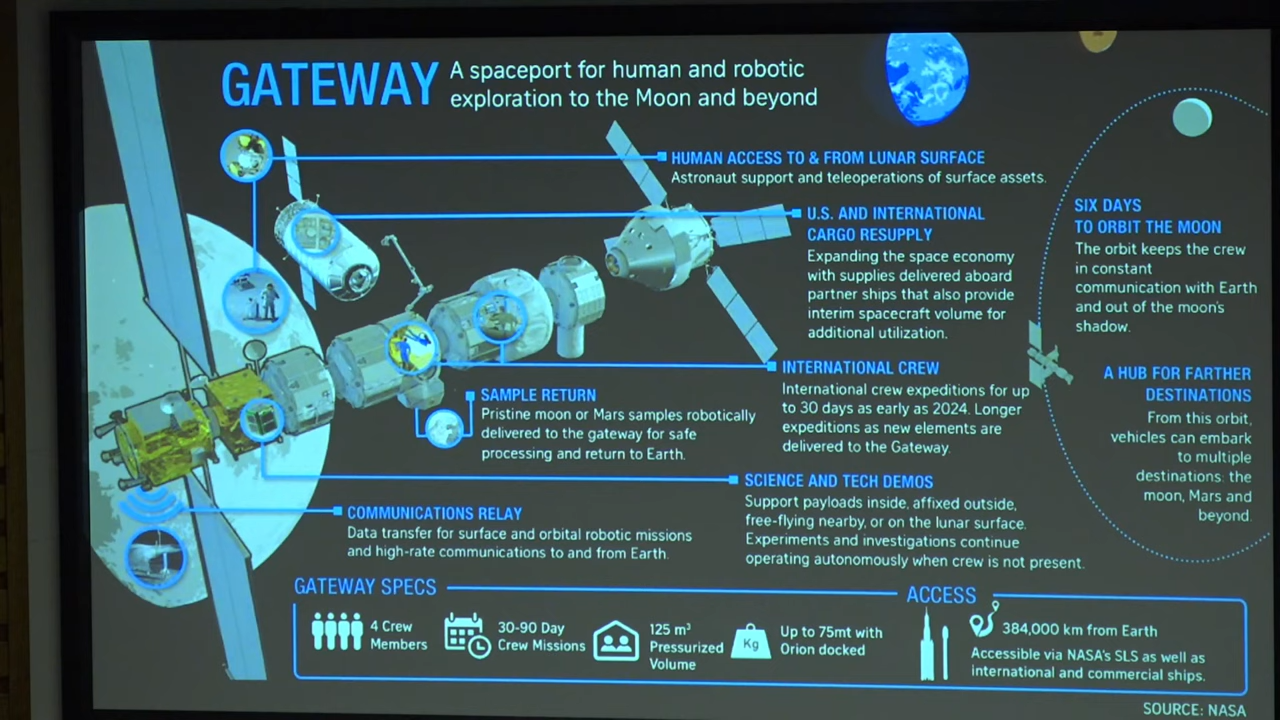 GATEWAY
A spaceport for human and robotic
exploration to the Moon and beyond
HUMAN ACCESS TO & FROM LUNAR SURFACE
Astronaut support and teleoperations of surface assets.
U.S. AND INTERNATIONAL
CARGO RESUPPLY
Expanding the space economy
with supplies delivered aboard
partner ships that also provide
interim spacecraft volume for
additional utilization.
SIX DAYS
TO ORBIT THE MOON
The orbit keeps the crew
in constant
communication with Earth
and out of the moon's
shadow.
INTERNATIONAL CREW
International crew expeditions for up
to 30 days as early as 2024. Longer
expeditions as new elements are
delivered to the Gateway.
A HUB FOR FARTHER
DESTINATIONS
From this orbit,
vehicles can embark
to multiple
destinations: the
moon, Mars and
beyond.
SAMPLE RETURN
Pristine moon or Mars samples robotically
delivered to the gateway for safe
processing and return to Earth.
SCIENCE AND TECH DEMOS
Support payloads inside, affixed outside,
free-flying nearby, or on the lunar surface.
Experiments and investigations continue
operating autonomously when crew is not present.
COMMUNICATIONS RELAY
Data transfer for surface and orbital robotic missions
and high-rate communications to and from Earth.
GATEWAY SPECS
4 Crew
Members
30-90 Day
Crew Missions
125 m³
Pressurized
Volume
Kg
Up to 75mt with
Orion docked
ACCESS
384,000 km from Earth
Accessible via NASA's SLS as well as
international and commercial ships.
SOURCE: NASA